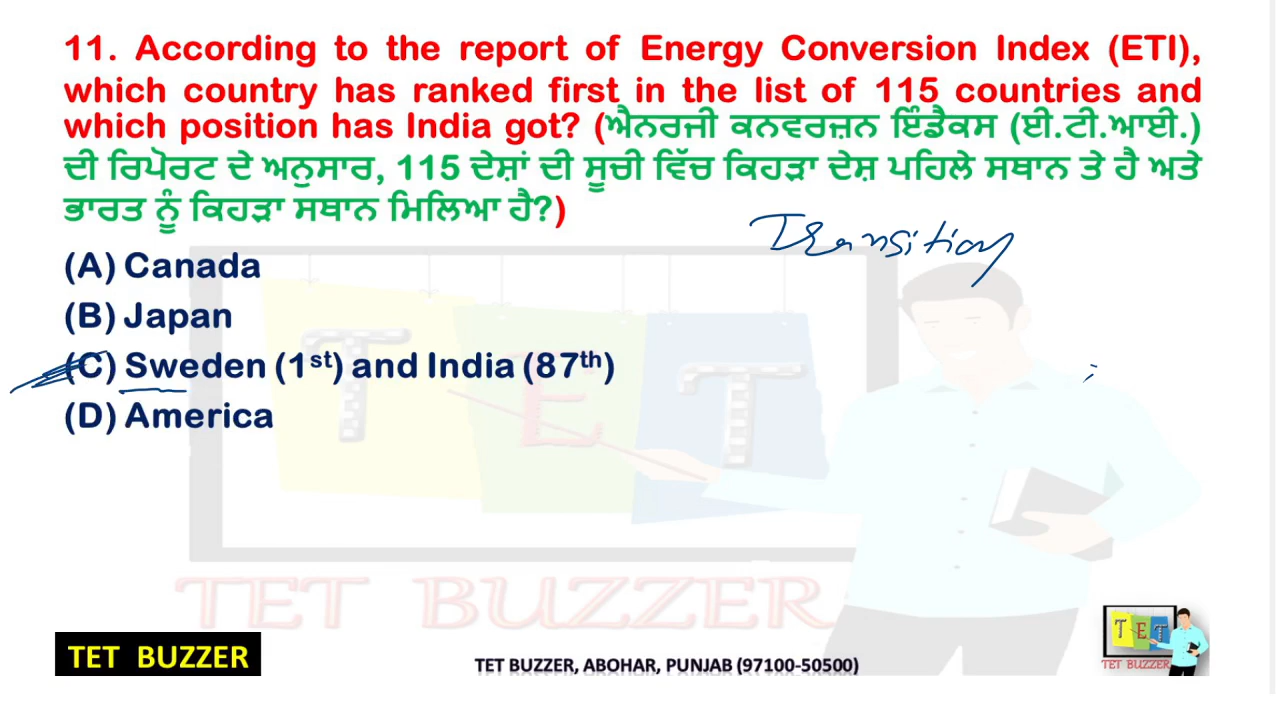 11. According to the report of Energy Conversion Index (ETI),
which country has ranked first in the list of 115 countries and
which position has India got? (ਐਨਰਜੀ ਕਨਵਰਜ਼ਨ ਇੰਡੈਕਸ (ਈ.ਟੀ.ਆਈ.)
ਦੀ ਰਿਪੋਰਟ ਦੇ ਅਨੁਸਾਰ, 115 ਦੇਸ਼ਾਂ ਦੀ ਸੂਚੀ ਵਿੱਚ ਕਿਹੜਾ ਦੇਸ਼ ਪਹਿਲੇ ਸਥਾਨ ਤੇ ਹੈ ਅਤੇ
ਭਾਰਤ ਨੂੰ ਕਿਹੜਾ ਸਥਾਨ ਮਿਲਿਆ ਹੈ?)
Transition
(A) Canada
(B) Japan
(C) Sweden (1st) and India (87th)
(D) America
T E T
TET BUZZER
TET BUZZER
TET BUZZER, ABOHAR, PUNJAB (97100-50500)
T E T
TET BUZZER